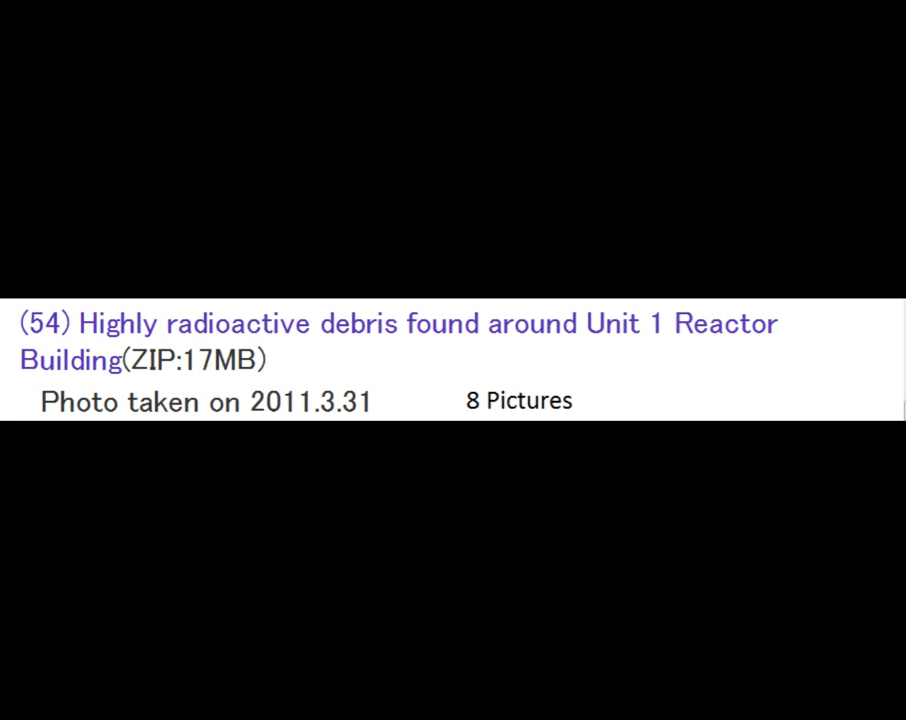 (54) Highly radioactive debris found around Unit 1 Reactor
Building(ZIP:17MB)
Photo taken on 2011.3.31 8 Pictures